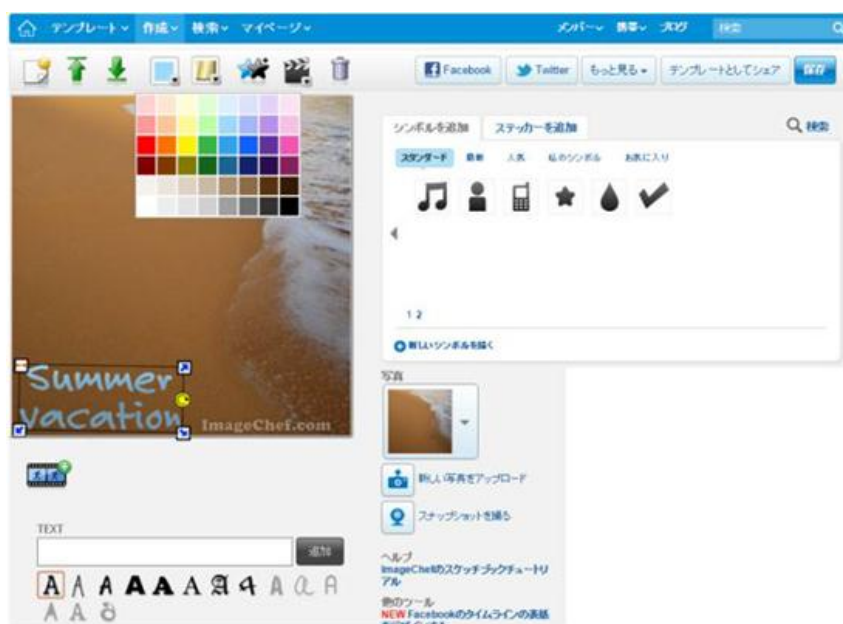 テンプレート 作成 検索 マイページ メンバー 携帯 ブログ 検索
Facebook Twitter もっと見る テンプレートとしてシェア 保存
シンボルを追加 ステッカーを追加 検索
スタンダード 最新 人気 私のシンボル お気に入り
1 2
新しいシンボルを描く
Summer
vacation
ImageChef.com
写真
新しい写真をアップロード
スナップショットを撮る
TEXT
追加
A A A A A A A A A A A
A A a
ヘルプ
ImageChefのスケッチブックチュートリ
アル
他のツール
NEW Facebookのタイムラインの表紙